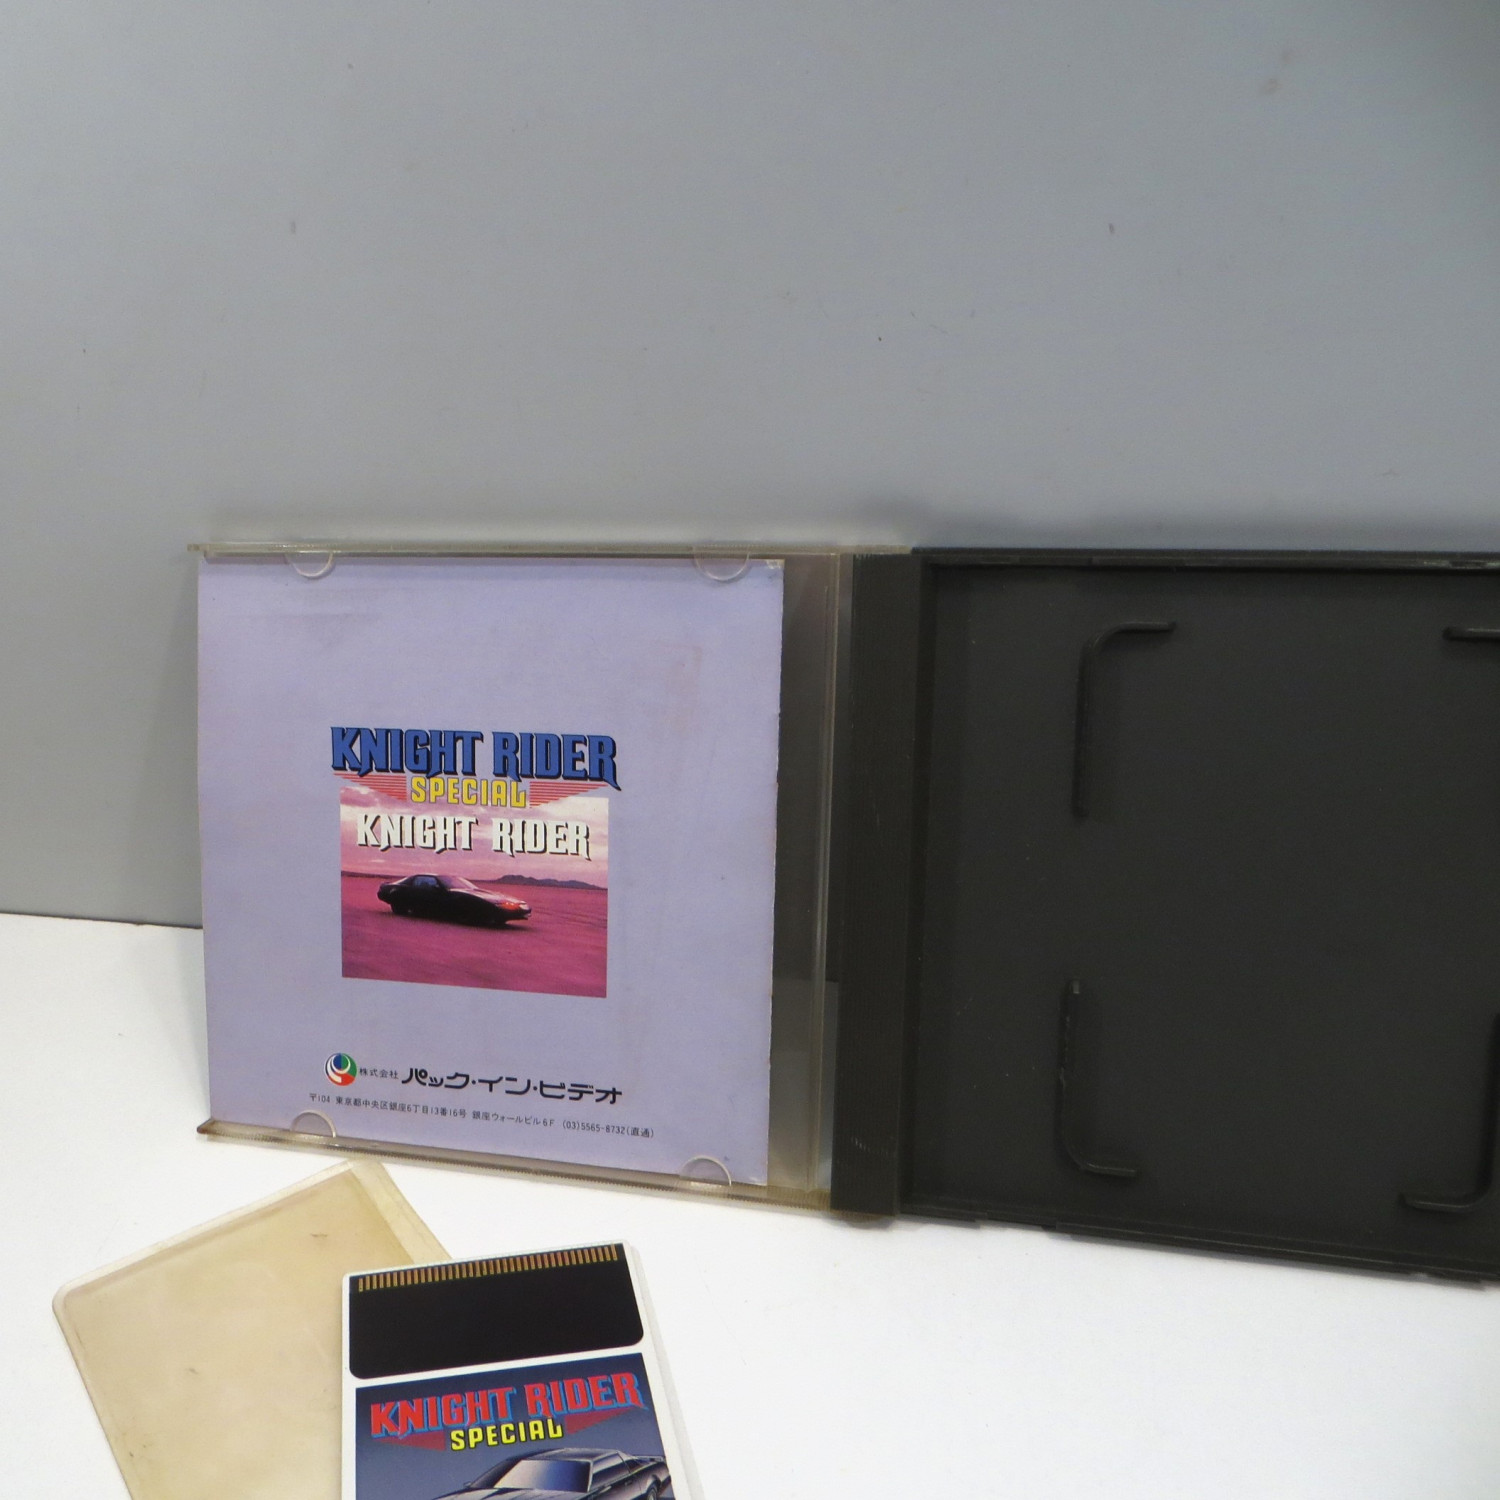 KNIGHT RIDER
SPECIAL
KNIGHT RIDER
株式会社 パック・イン・ビデオ
〒104 東京都中央区銀座6丁目13番16号 銀座ウォールビル6F (03)5565-8732(直通)
KNIGHT RIDER
SPECIAL